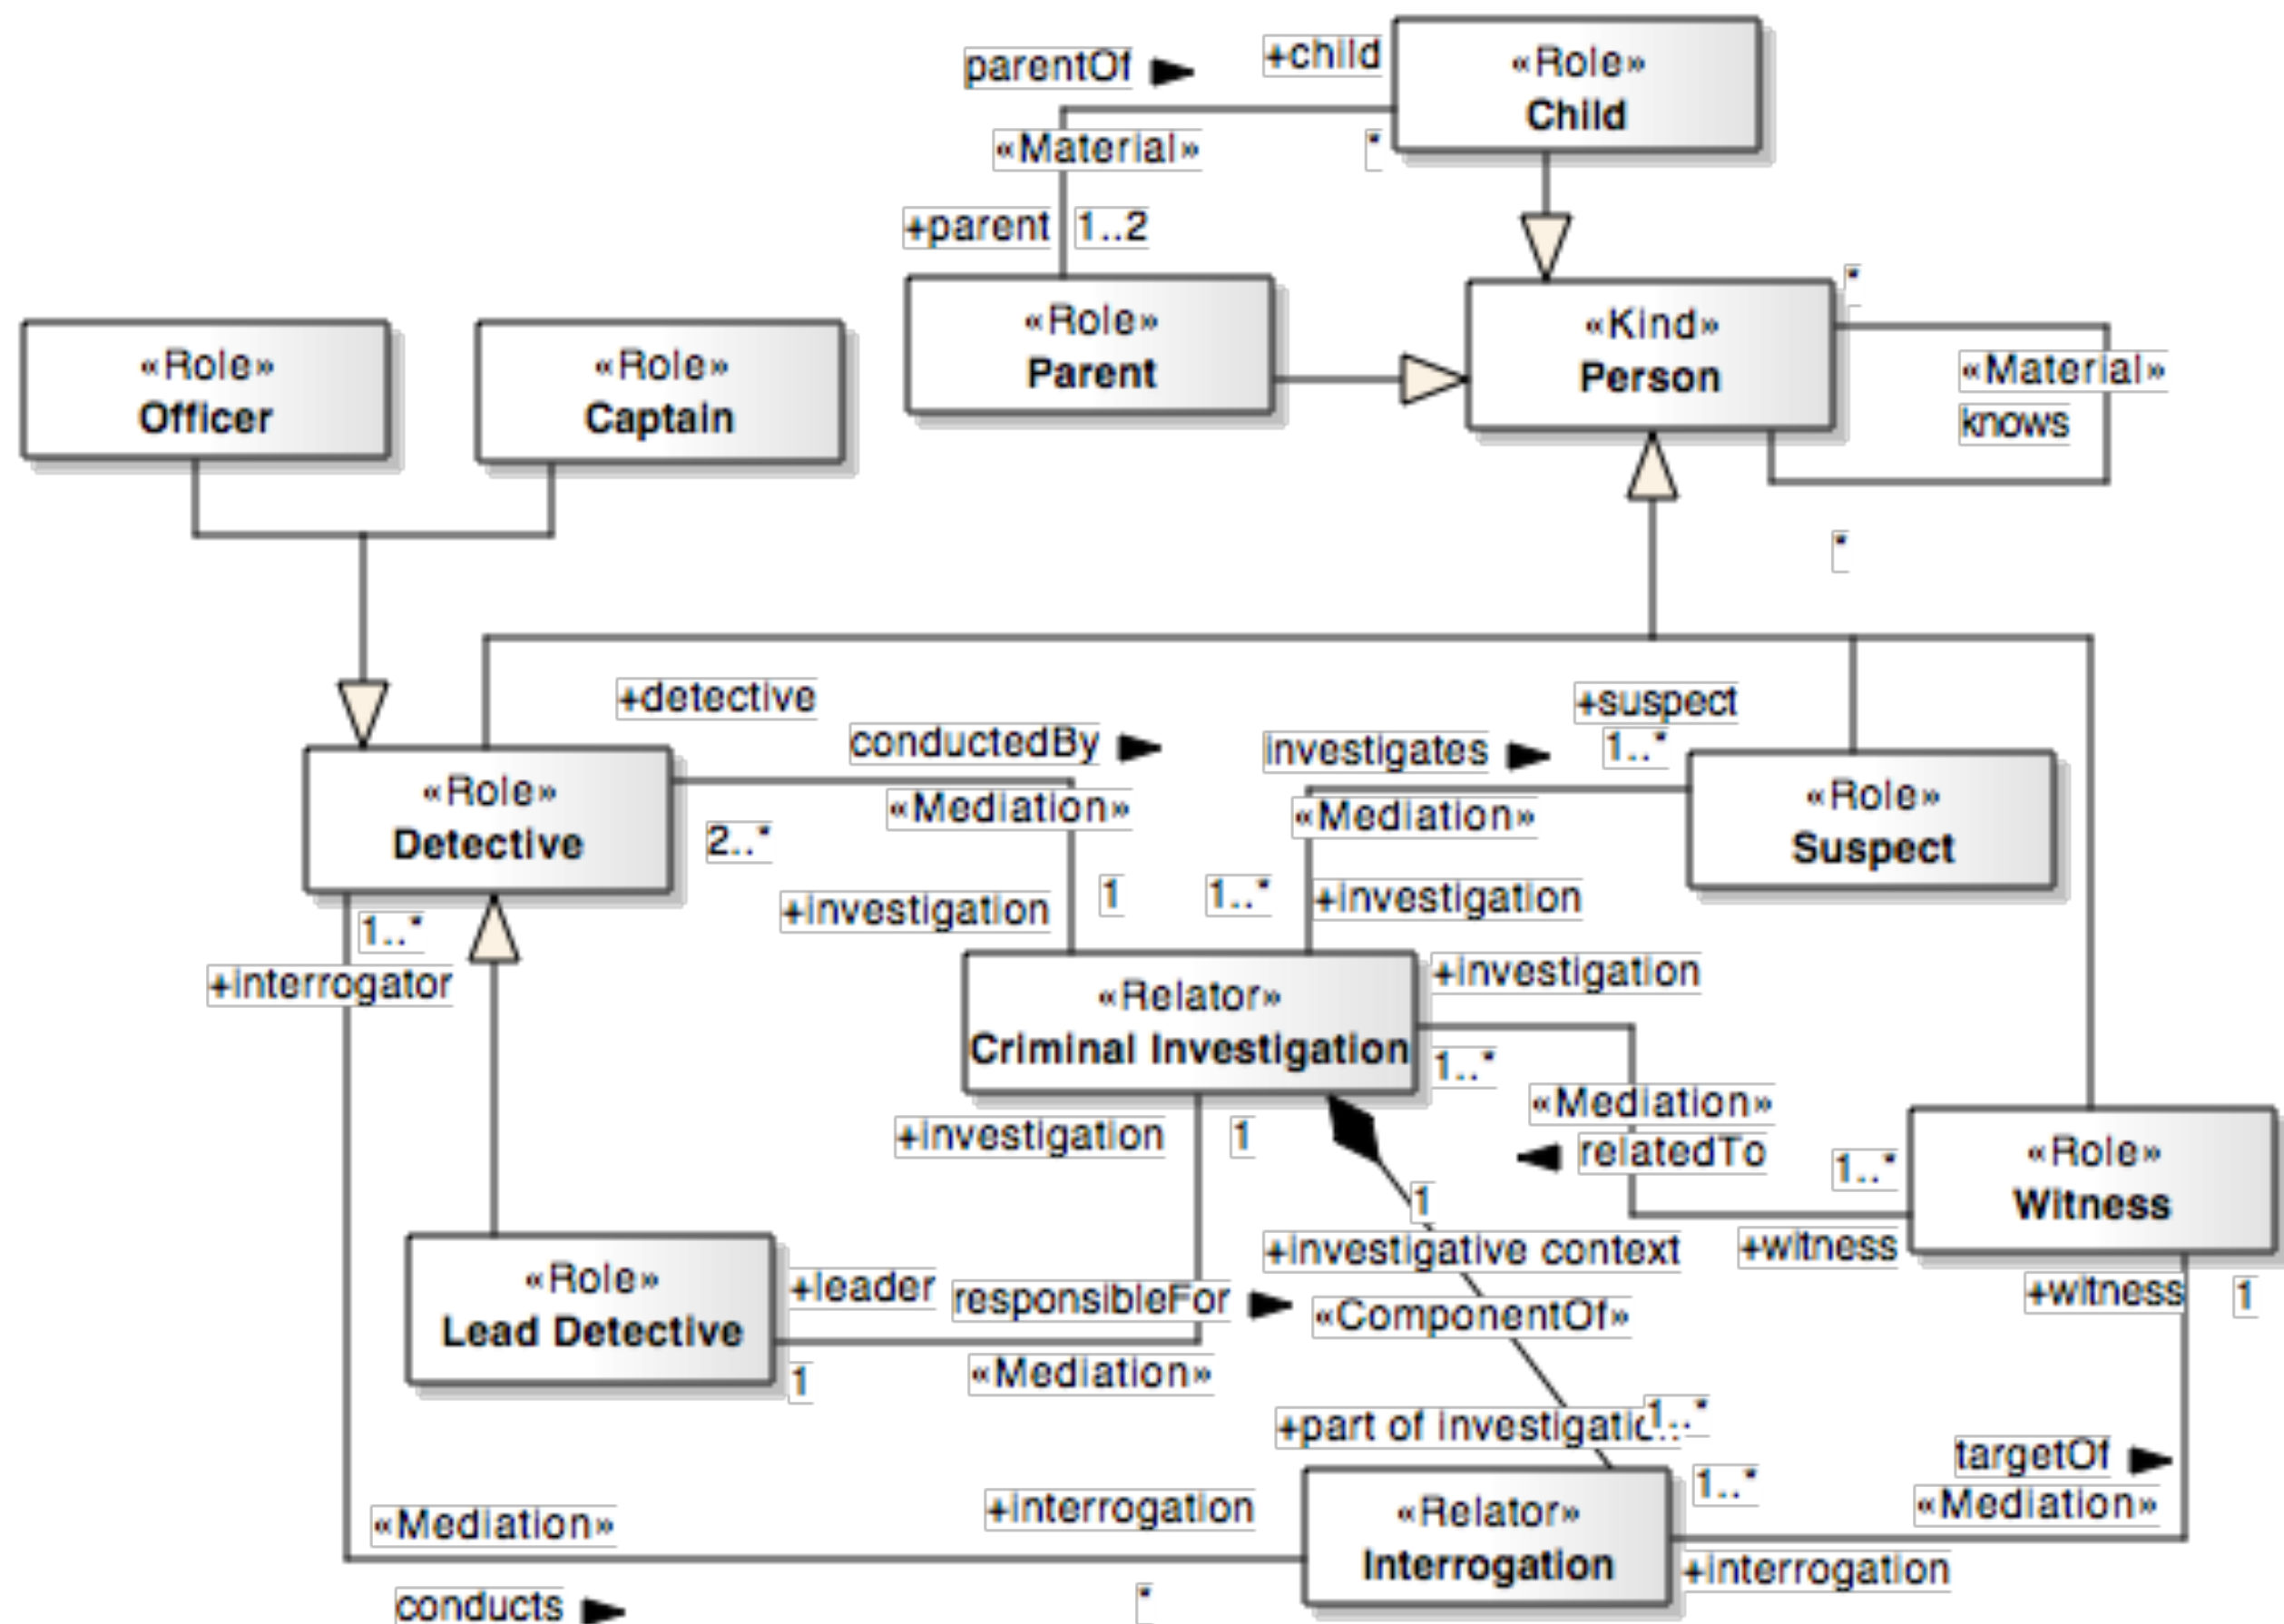 parentOf
+child
«Role»
Child
«Material»
*
+parent
1..2
«Role»
Officer
«Role»
Captain
«Role»
Parent
«Kind»
Person
*
«Material»
knows
*
+detective
conductedBy
«Mediation»
2..*
investigates
+suspect
1..*
«Mediation»
«Role»
Detective
«Role»
Suspect
+investigation
1
1..*
+investigation
1..*
+interrogator
«Relator»
Criminal Investigation
+investigation
1..*
«Mediation»
relatedTo
1..*
+witness
«Role»
Witness
+investigation
1
1
+investigative context
«ComponentOf»
+witness
1
«Role»
Lead Detective
+leader
responsibleFor
1
«Mediation»
+part of investigatic..:
1..*
1..*
targetOf
«Mediation»
«Mediation»
+interrogation
«Relator»
Interrogation
+interrogation
conducts
*